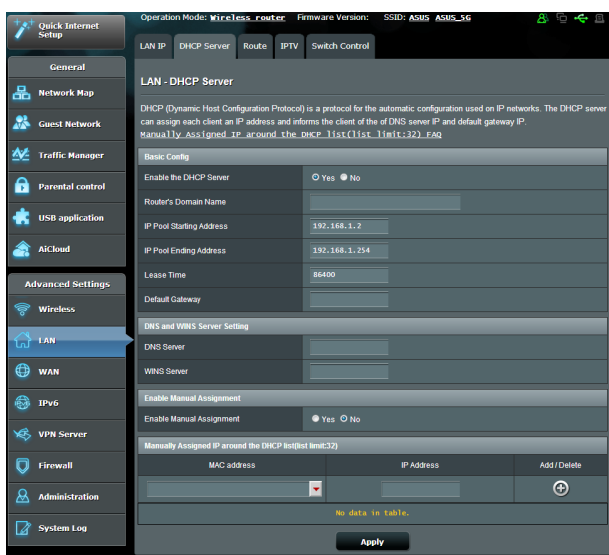 Quick Internet
Setup
Operation Mode: Wireless router Firmware Version: SSID: ASUS ASUS_5G
LAN IP DHCP Server Route IPTV Switch Control
General
Network Map
Guest Network
Traffic Manager
Parental control
USB application
AiCloud
Advanced Settings
Wireless
LAN
WAN
IPv6
VPN Server
Firewall
Administration
System Log
LAN - DHCP Server
DHCP (Dynamic Host Configuration Protocol) is a protocol for the automatic configuration used on IP networks. The DHCP server
can assign each client an IP address and informs the client of the of DNS server IP and default gateway
IP.
Manually Assigned IP around the DHCP list(list limit:32) FAQ
Basic Config
Enable the DHCP Server Yes No
Router's Domain Name
IP Pool Starting Address 192.168.1.2
IP Pool Ending Address 192.168.1.254
Lease Time 86400
Default Gateway
DNS and WINS Server Setting
DNS Server
WINS Server
Enable Manual Assignment
Enable Manual Assignment Yes No
Manually Assigned IP around the DHCP list(list limit:32)
MAC address IP Address Add / Delete
No data in table.
Apply